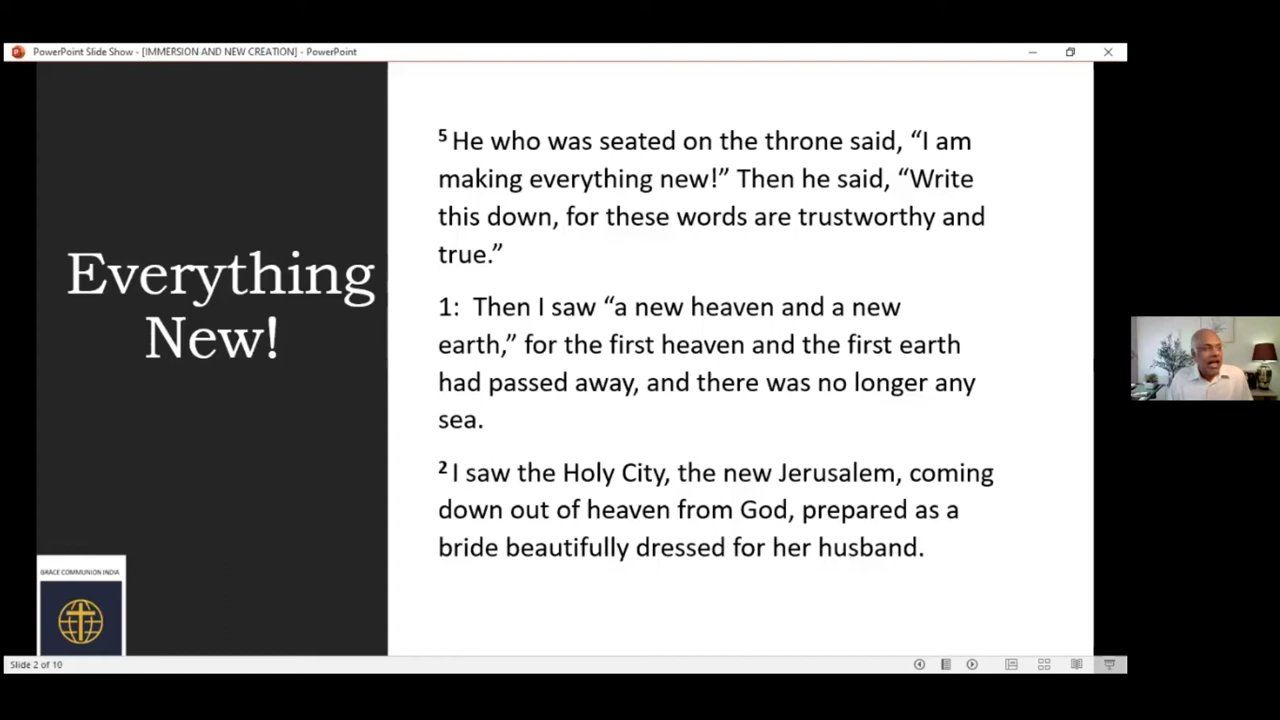 PowerPoint Slide Show - [IMMERSION AND NEW CREATION] - PowerPoint
Everything
New!
⁵ He who was seated on the throne said, “I am
making everything new!” Then he said, “Write
this down, for these words are trustworthy and
true.”
1:  Then I saw “a new heaven and a new
earth,” for the first heaven and the first earth
had passed away, and there was no longer any
sea.
² I saw the Holy City, the new Jerusalem, coming
down out of heaven from God, prepared as a
bride beautifully dressed for her husband.
GRACE COMMUNION INDIA
Slide 2 of 10